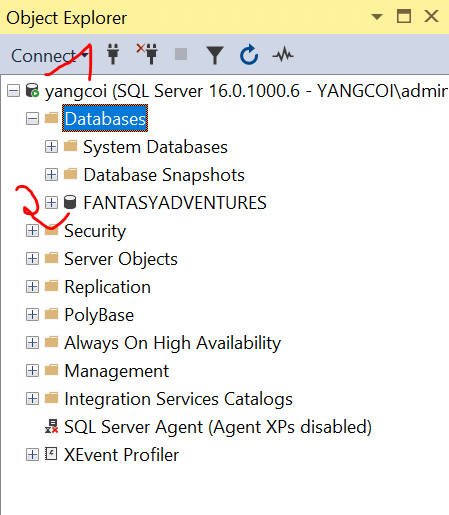 Object Explorer
Connect
1
yangcoi (SQL Server 16.0.1000.6 - YANGCOI\admin
Databases
System Databases
Database Snapshots
2
FANTASYADVENTURES
Security
Server Objects
Replication
PolyBase
Always On High Availability
Management
Integration Services Catalogs
SQL Server Agent (Agent XPs disabled)
XEvent Profiler